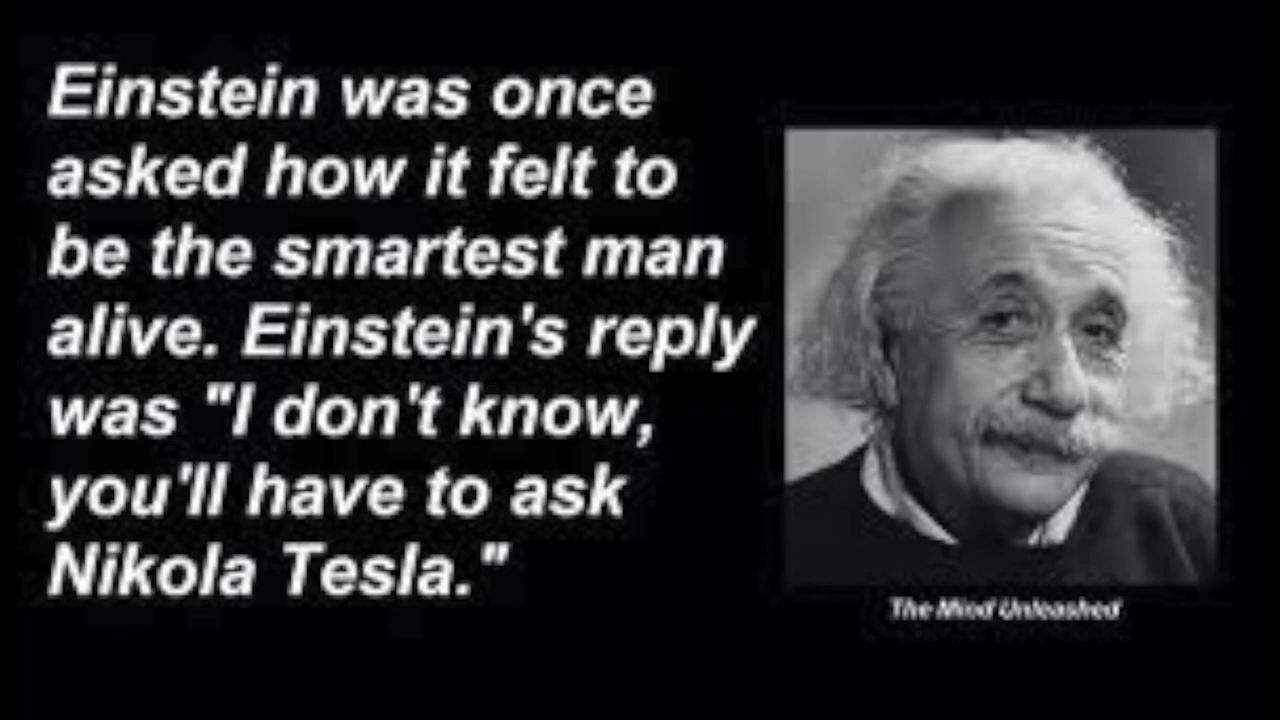 Einstein was once
asked how it felt to
be the smartest man
alive. Einstein's reply
was "I don't know,
you'll have to ask
Nikola Tesla."
The Mind Unleashed